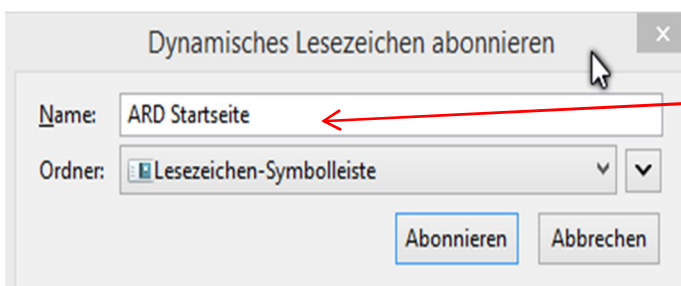 Dynamisches Lesezeichen abonnieren
Name: ARD Startseite
Ordner: Lesezeichen-Symbolleiste
Abonnieren Abbrechen